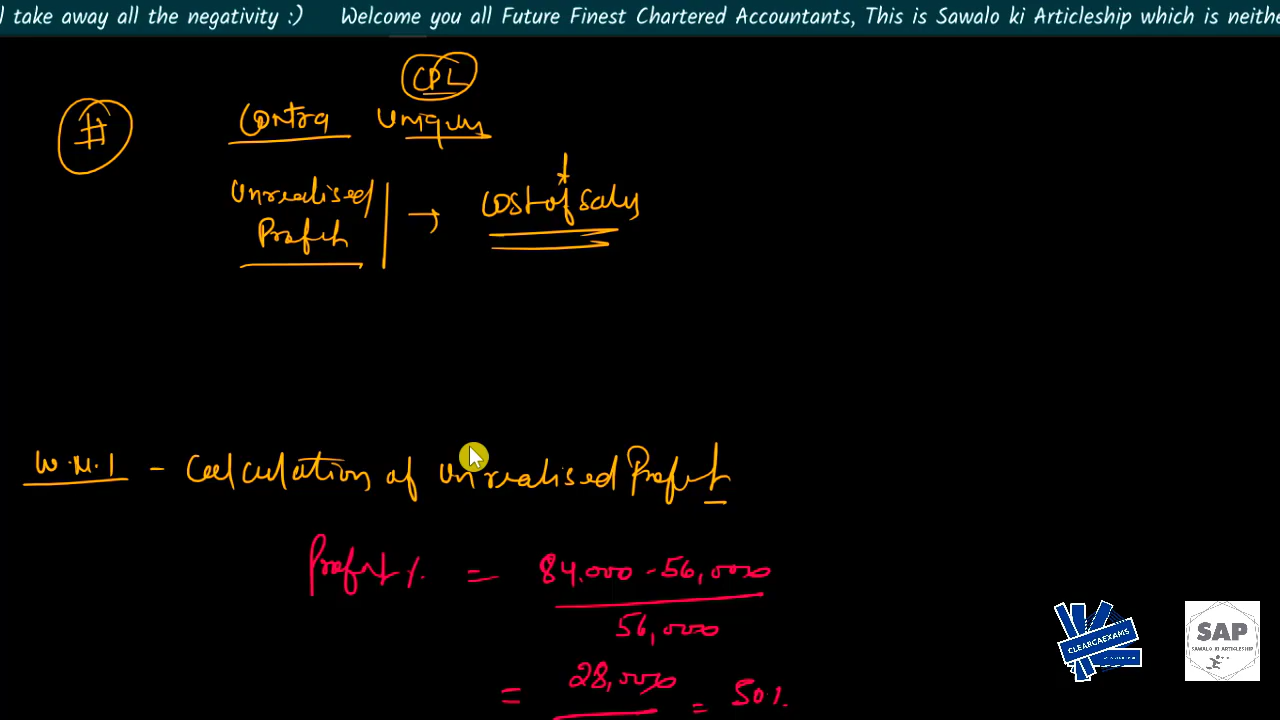 l take away all the negativity :) Welcome you all Future Finest Chartered Accountants, This is Sawalo ki Articleship which is neithe
CPL
# Contra Unique
Unrealised
Profit → Cost of Sales
W.N.1 - Calculation of Unrealised Profit
Profit % = 84,000 - 56,000
56,000
= 28,000 = 50%
CLEARCAEXAMS
SAP
SAWALO KI ARTICLESHIP